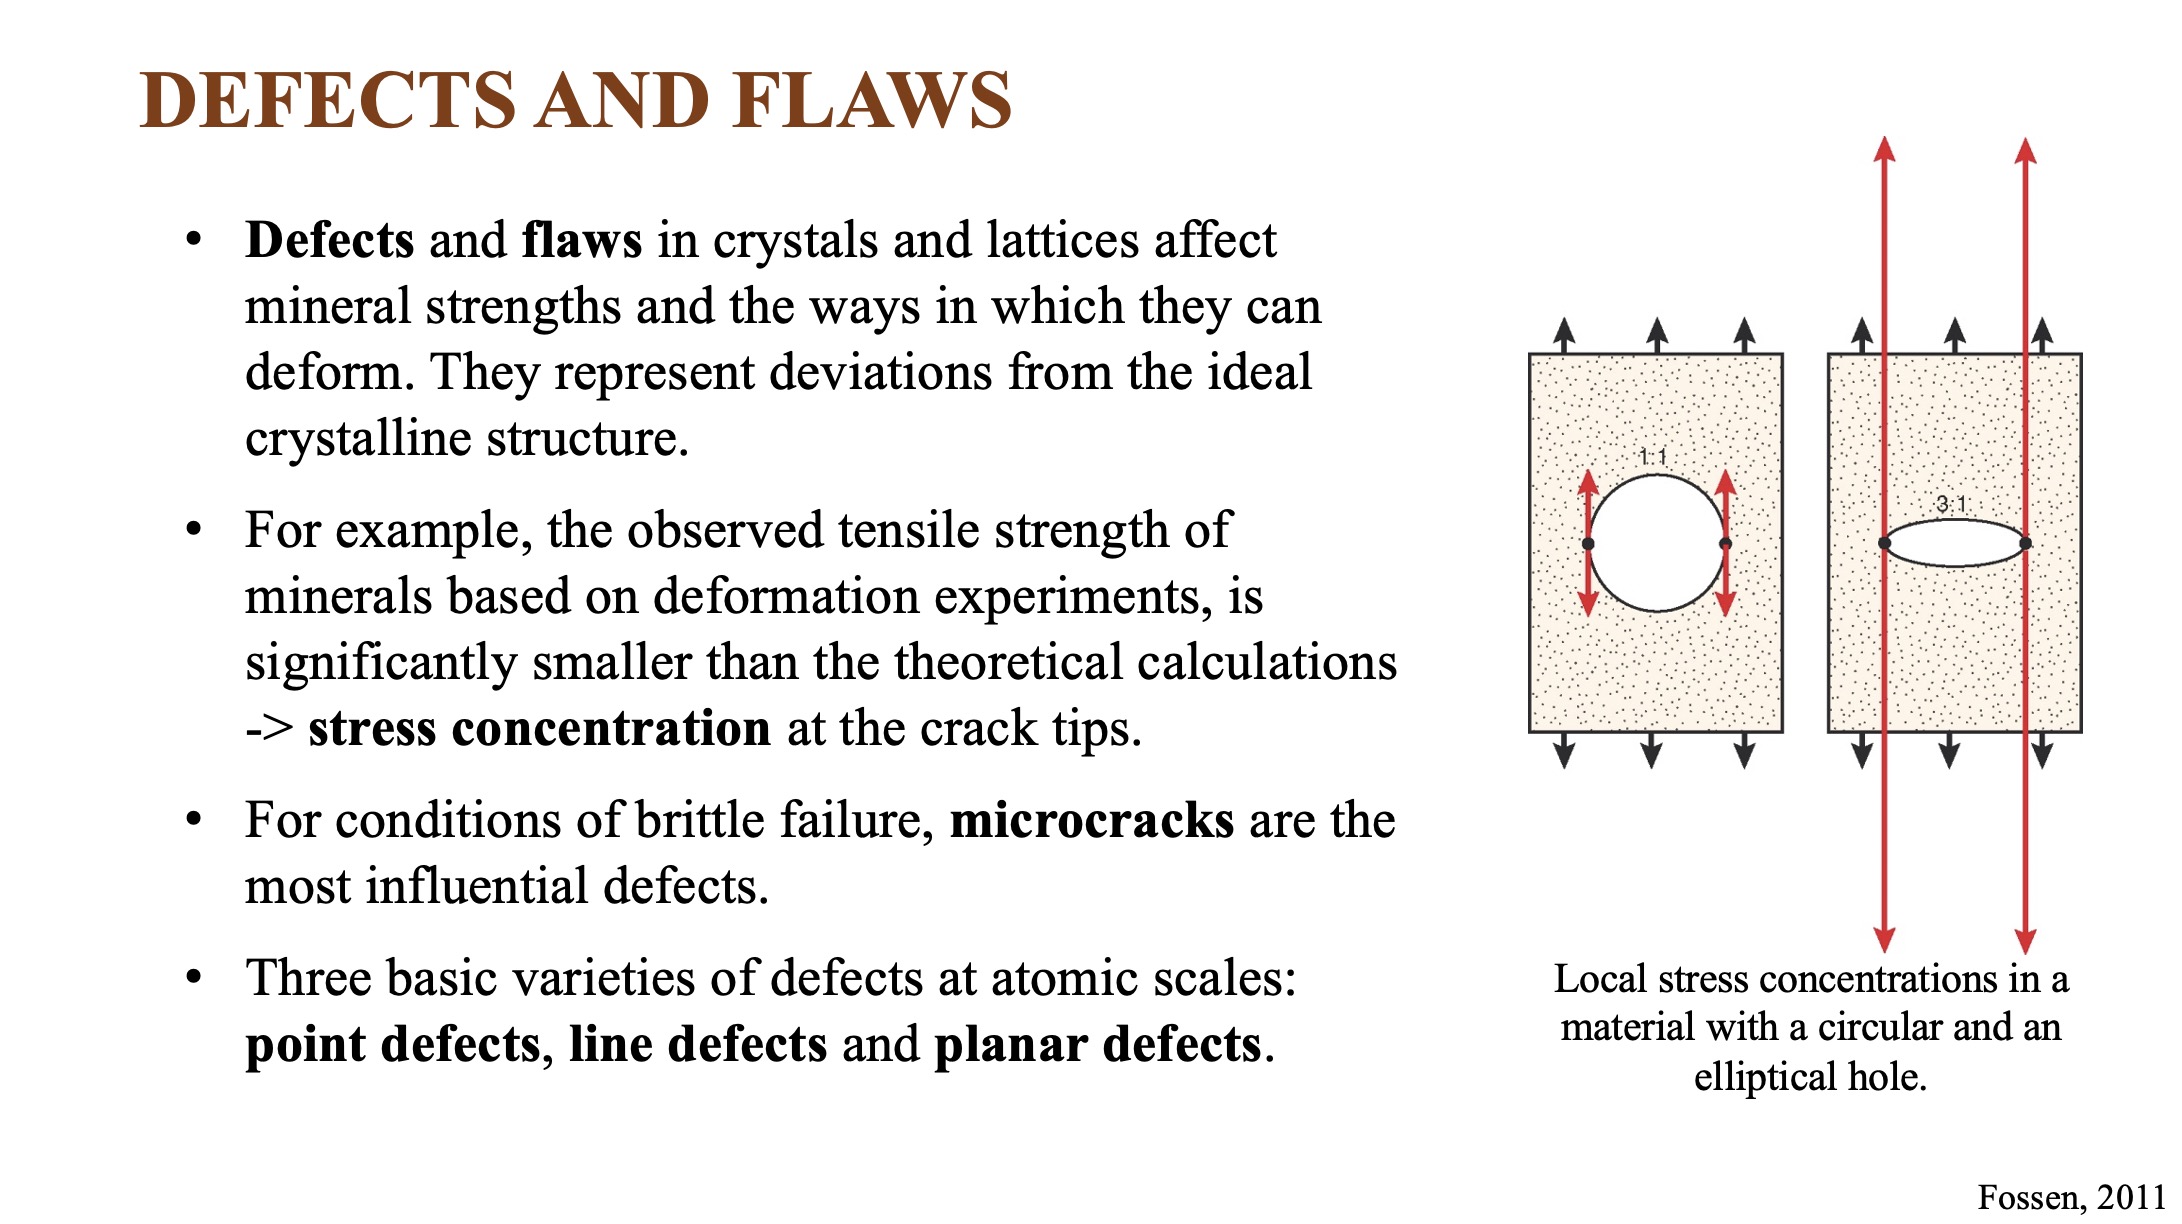 DEFECTS AND FLAWS
• Defects and flaws in crystals and lattices affect
mineral strengths and the ways in which they can
deform. They represent deviations from the ideal
crystalline structure.
• For example, the observed tensile strength of
minerals based on deformation experiments, is
significantly smaller than the theoretical calculations
-> stress concentration at the crack tips.
• For conditions of brittle failure, microcracks are the
most influential defects.
• Three basic varieties of defects at atomic scales:
point defects, line defects and planar defects.
1:1
3:1
Local stress concentrations in a
material with a circular and an
elliptical hole.
Fossen, 2011